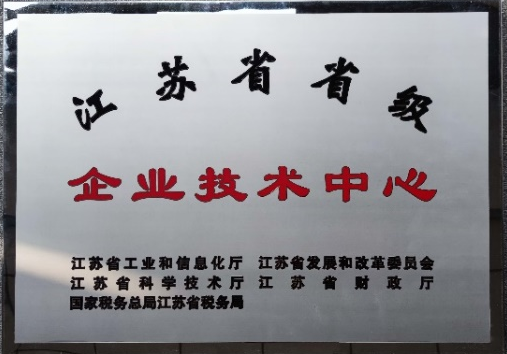 江苏省省级
企业技术中心
江苏省工业和信息化厅 江苏省发展和改革委员会
江苏省科学技术厅 江苏省财政厅
国家税务总局江苏省税务局